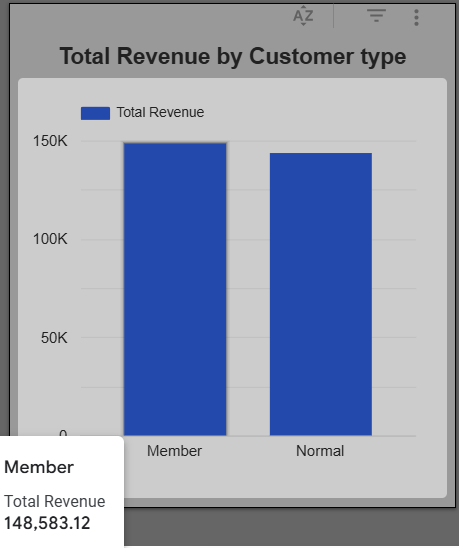 AZ
Total Revenue by Customer type
Total Revenue
150K
100K
50K
0
Member
Normal
Member
Total Revenue
148,583.12